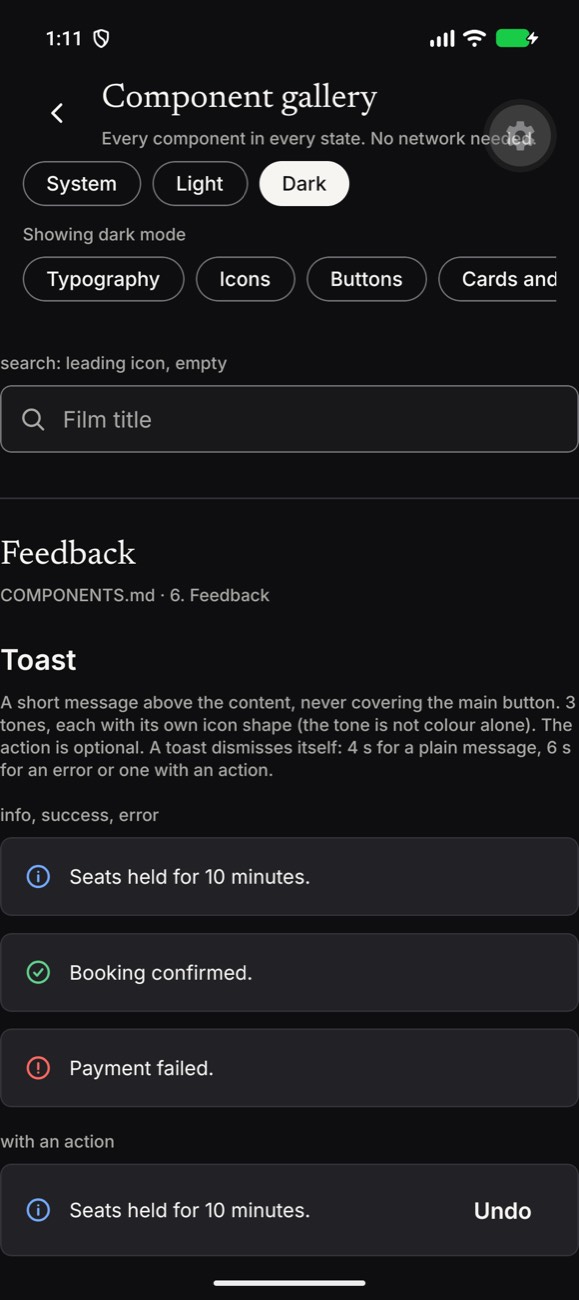 1:11
Component gallery
Every component in every state. No network needed.
System
Light
Dark
Showing dark mode
Typography
Icons
Buttons
Cards and
search: leading icon, empty
Film title
Feedback
COMPONENTS.md · 6. Feedback
Toast
A short message above the content, never covering the main button. 3
tones, each with its own icon shape (the tone is not colour alone). The
action is optional. A toast dismisses itself: 4 s for a plain message, 6 s
for an error or one with an action.
info, success, error
Seats held for 10 minutes.
Booking confirmed.
Payment failed.
with an action
Seats held for 10 minutes.
Undo